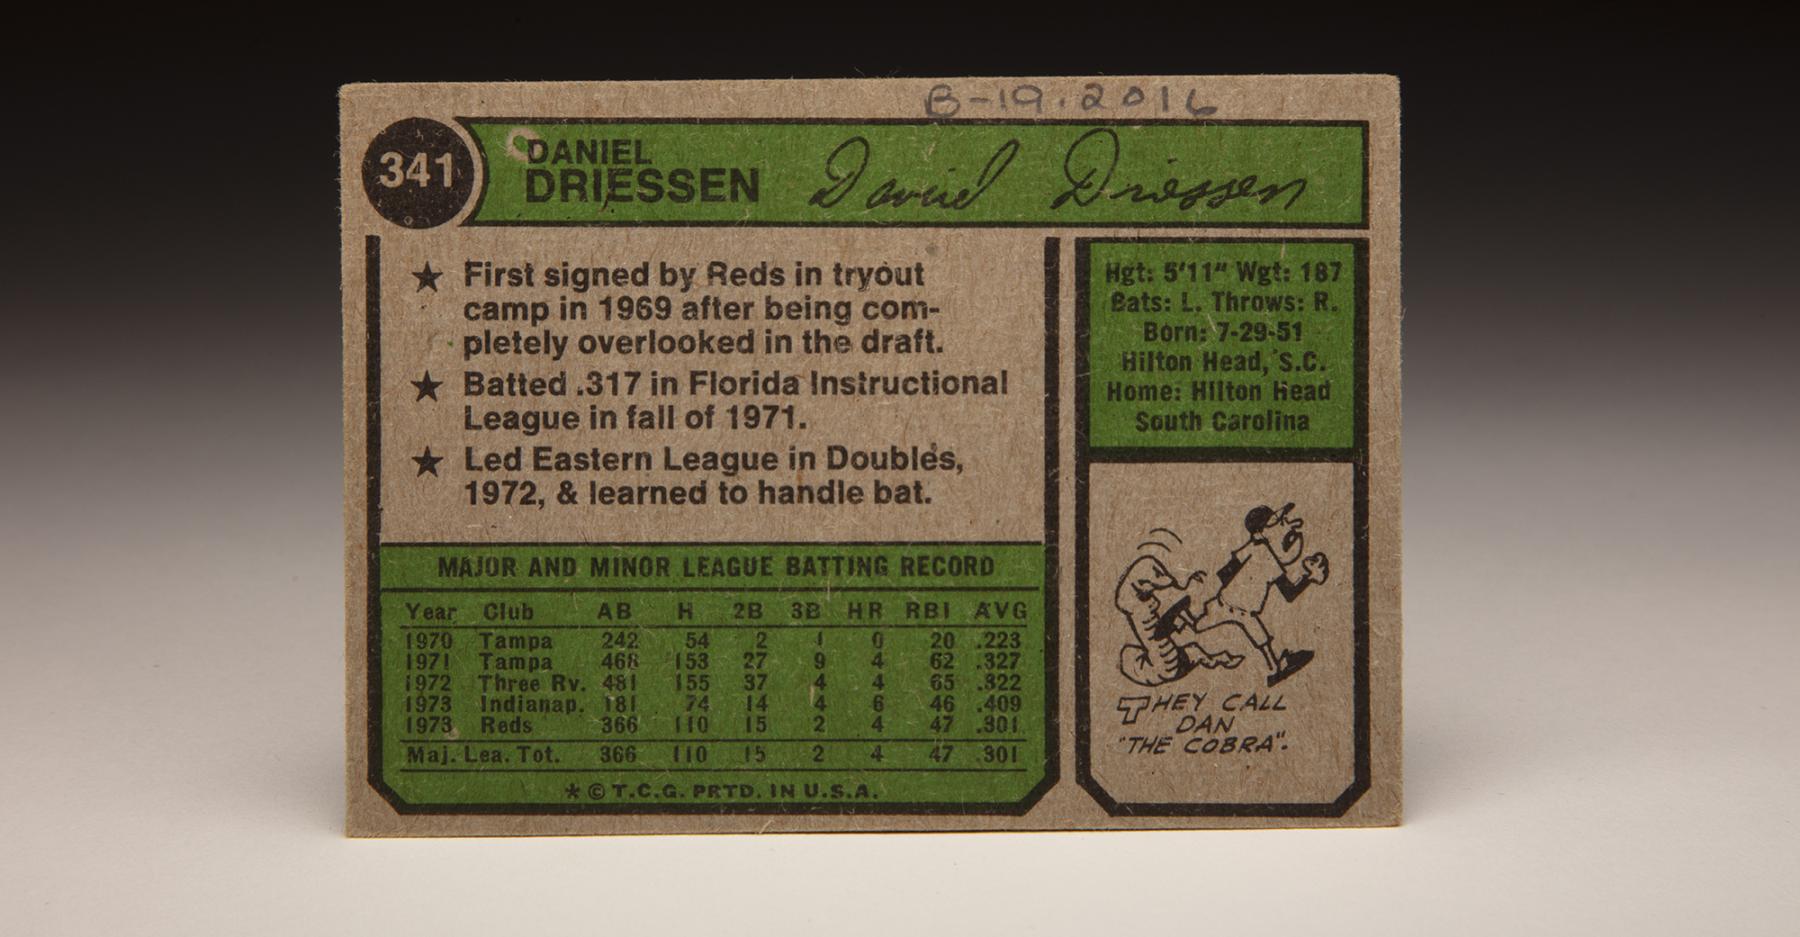 B-19.2016
341
DANIEL
DRIESSEN
Daniel Driessen
★ First signed by Reds in tryout
camp in 1969 after being com-
pletely overlooked in the draft.
★ Batted .317 in Florida Instructional
League in fall of 1971.
★ Led Eastern League in Doubles,
1972, & learned to handle bat.
MAJOR AND MINOR LEAGUE BATTING RECORD
Year Club AB H 2B 3B HR RBI AVG
1970 Tampa 242 54 2 1 0 20 .223
1971 Tampa 468 153 27 9 4 62 .327
1972 Three Rv. 481 155 37 4 4 65 .322
1973 Indianap. 181 74 14 4 6 46 .409
1973 Reds 366 110 15 2 4 47 .301
Maj. Lea. Tot. 366 110 15 2 4 47 .301
* © T.C.G. PRTD. IN U.S.A.
Hgt: 5'11" Wgt: 187
Bats: L. Throws: R.
Born: 7-29-51
Hilton Head, S.C.
Home: Hilton Head
South Carolina
THEY CALL
DAN
"THE COBRA".